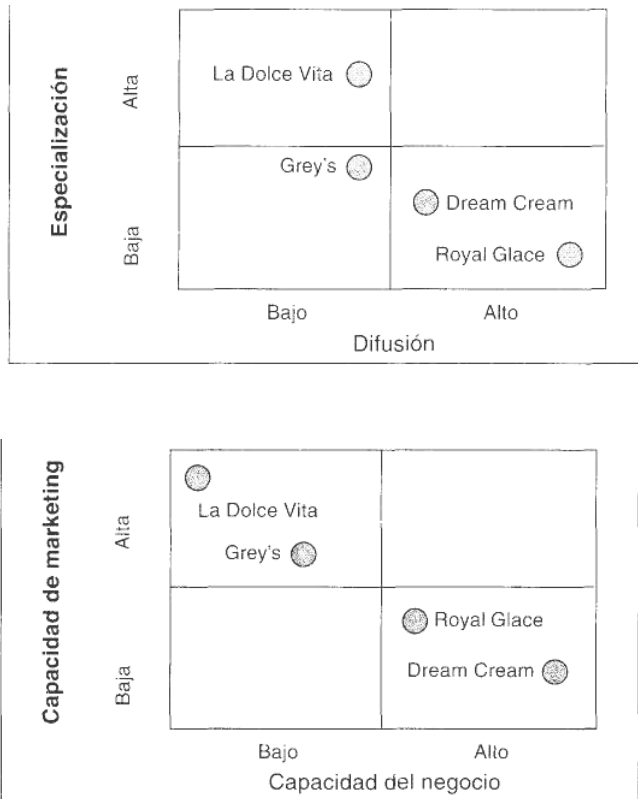 Especialización
Alta
Baja
La Dolce Vita
Grey's
Dream Cream
Royal Glace
Bajo
Alto
Difusión
Capacidad de marketing
Alta
Baja
La Dolce Vita
Grey's
Royal Glace
Dream Cream
Bajo
Alto
Capacidad del negocio